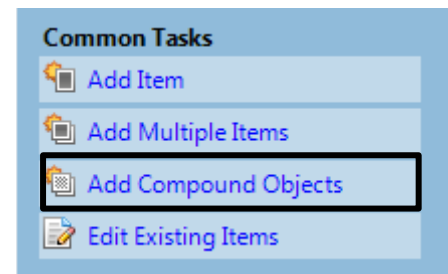 Common Tasks
Add Item
Add Multiple Items
Add Compound Objects
Edit Existing Items